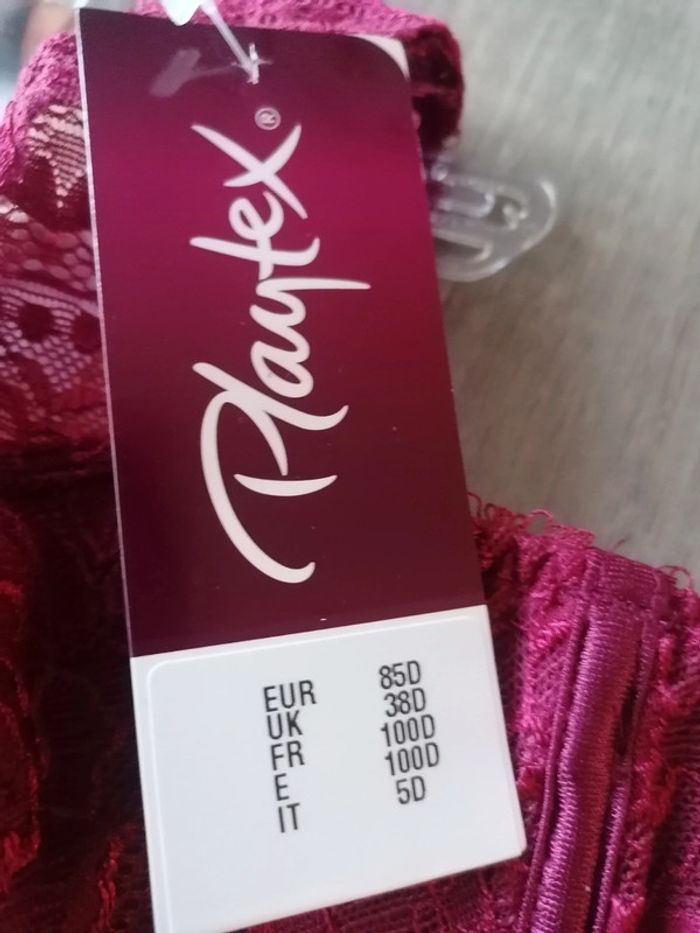 Playtex®
EUR 85D
UK 38D
FR 100D
E 100D
IT 5D